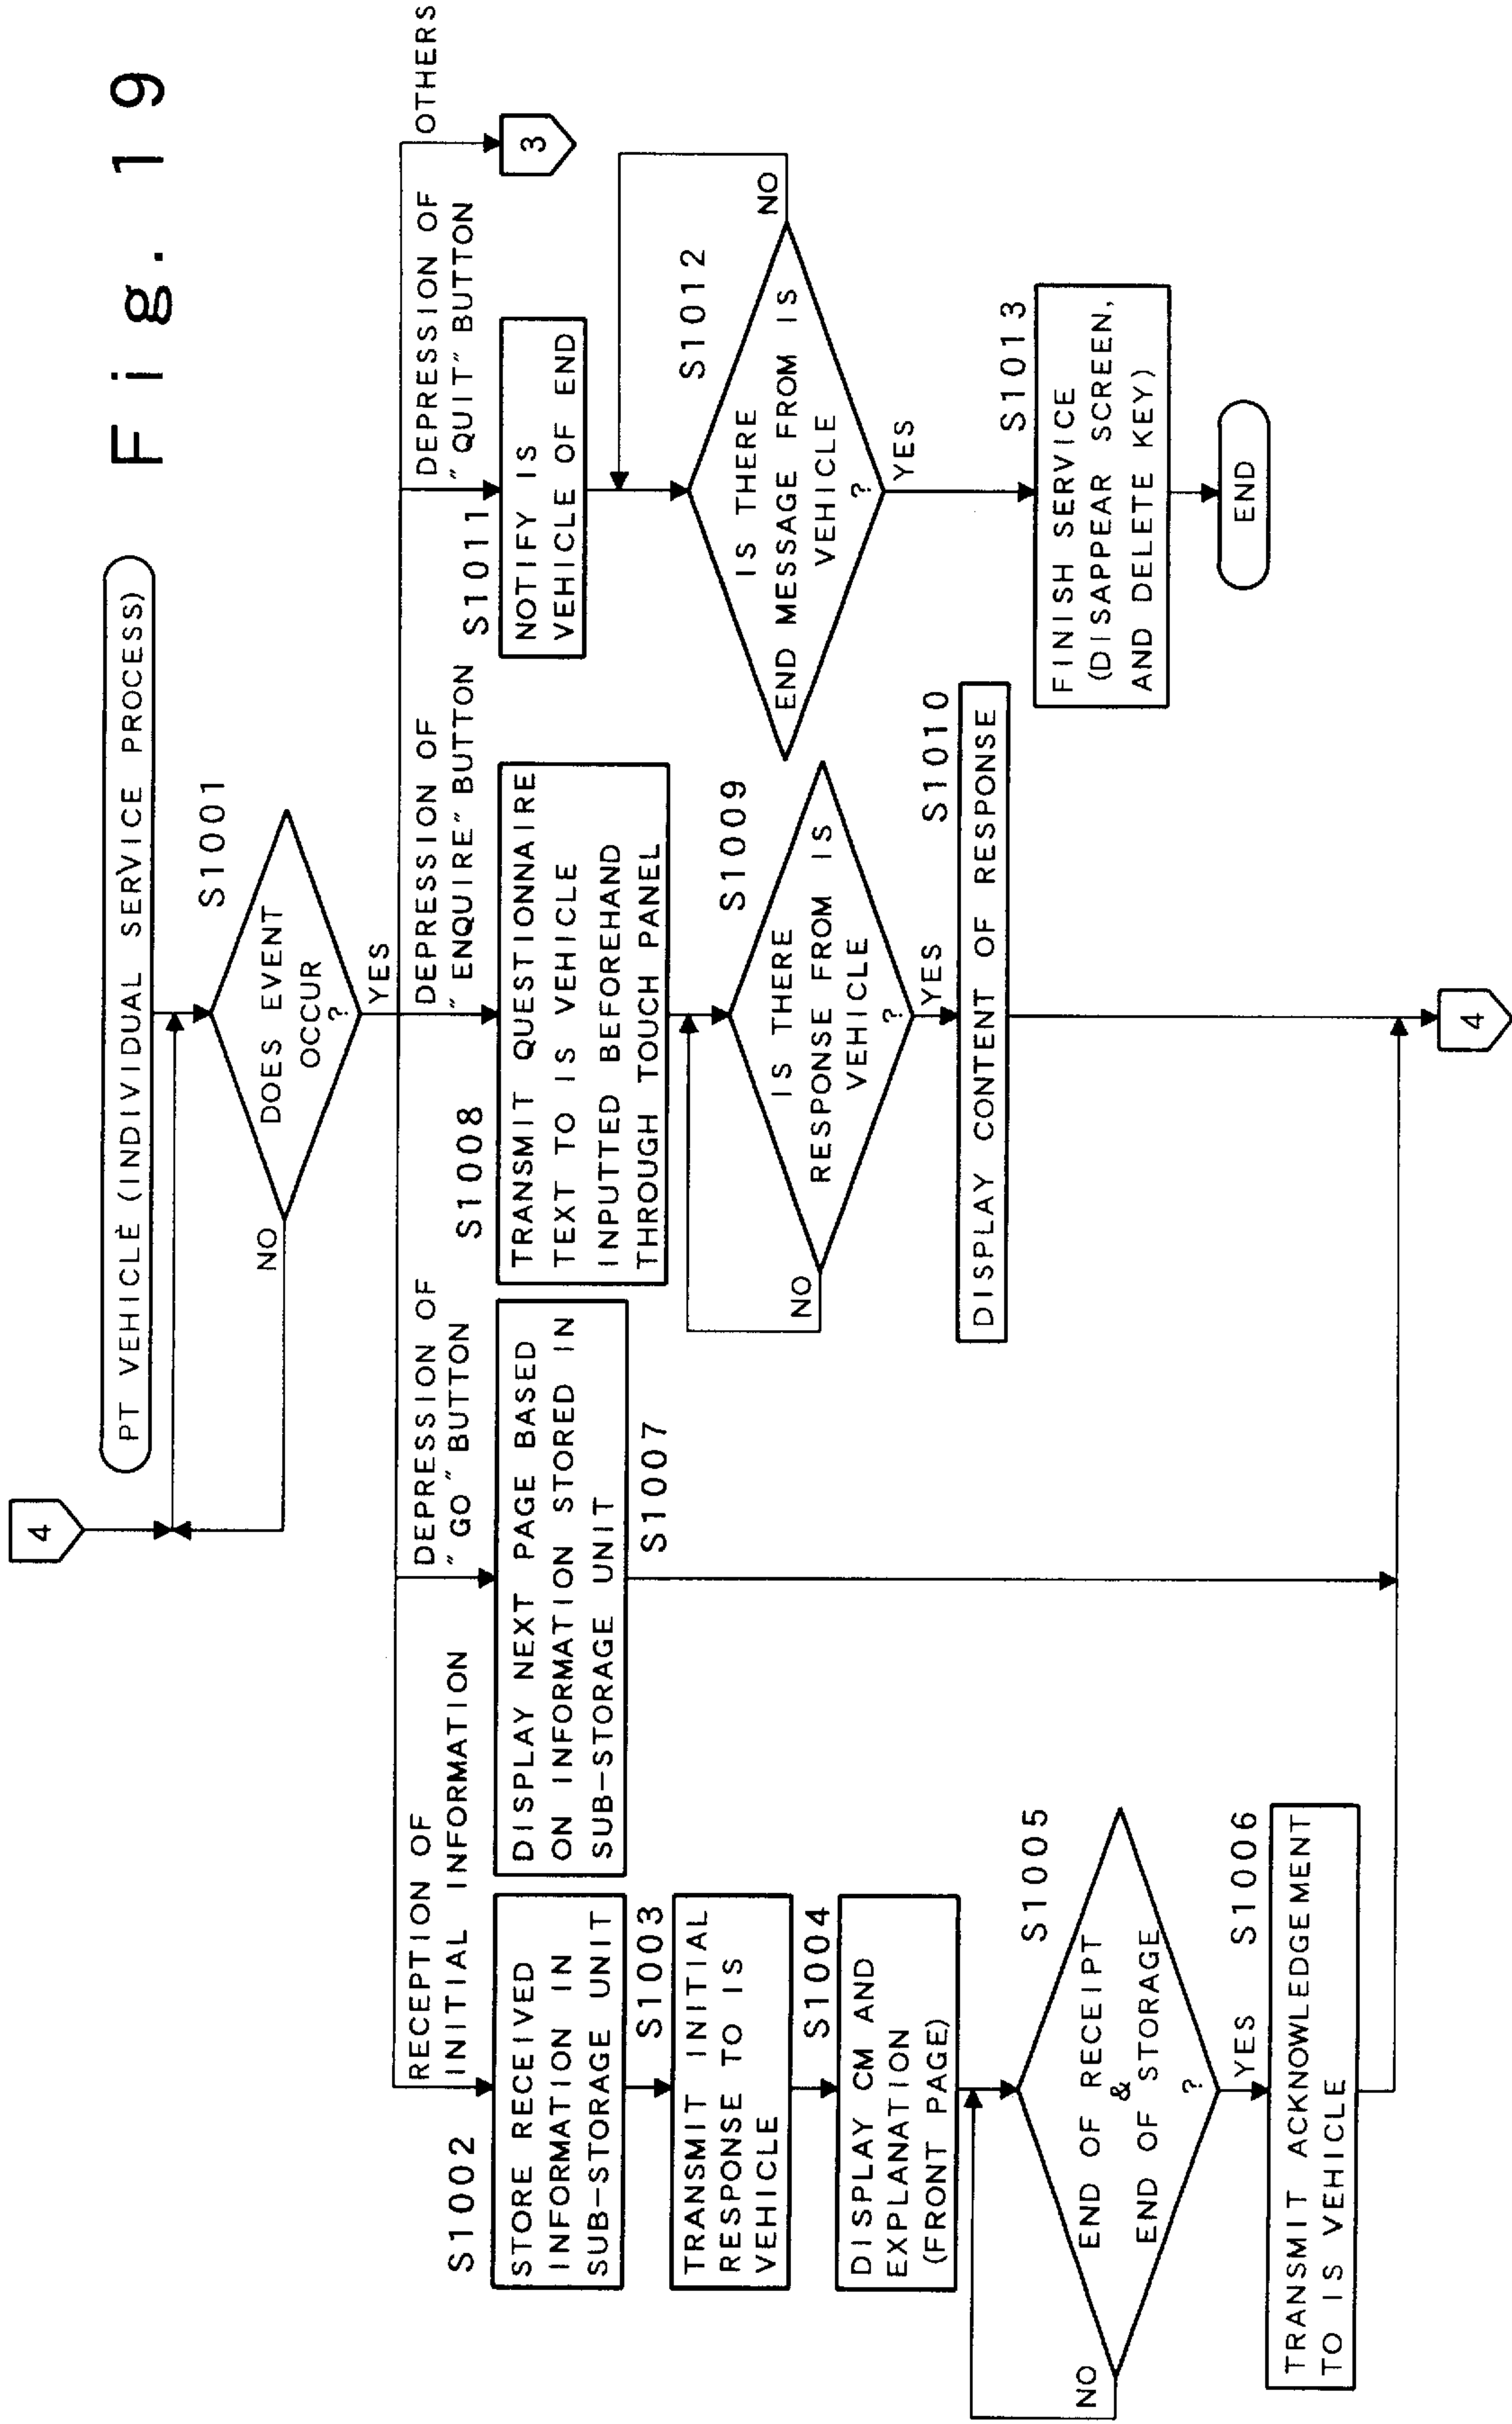 Fig. 19
4
PT VEHICLE (INDIVIDUAL SERVICE PROCESS)
S1001
DOES EVENT
OCCUR
?
NO
YES
RECEPTION OF
INITIAL INFORMATION
S1002
STORE RECEIVED
INFORMATION IN
SUB-STORAGE UNIT
S1003
TRANSMIT INITIAL
RESPONSE TO IS
VEHICLE
S1004
DISPLAY CM AND
EXPLANATION
(FRONT PAGE)
S1005
END OF RECEIPT
&
END OF STORAGE
?
NO
YES
S1006
TRANSMIT ACKNOWLEDGEMENT
TO IS VEHICLE
DEPRESSION OF
"GO" BUTTON
DISPLAY NEXT PAGE BASED
ON INFORMATION STORED IN
SUB-STORAGE UNIT
S1007
DEPRESSION OF
"ENQUIRE" BUTTON
S1008
TRANSMIT QUESTIONNAIRE
TEXT TO IS VEHICLE
INPUTTED BEFOREHAND
THROUGH TOUCH PANEL
S1009
IS THERE
RESPONSE FROM IS
VEHICLE
?
NO
YES
S1010
DISPLAY CONTENT OF RESPONSE
4
DEPRESSION OF
"QUIT" BUTTON
S1011
NOTIFY IS
VEHICLE OF END
S1012
IS THERE
END MESSAGE FROM IS
VEHICLE
?
NO
YES
S1013
FINISH SERVICE
(DISAPPEAR SCREEN,
AND DELETE KEY)
END
OTHERS
3